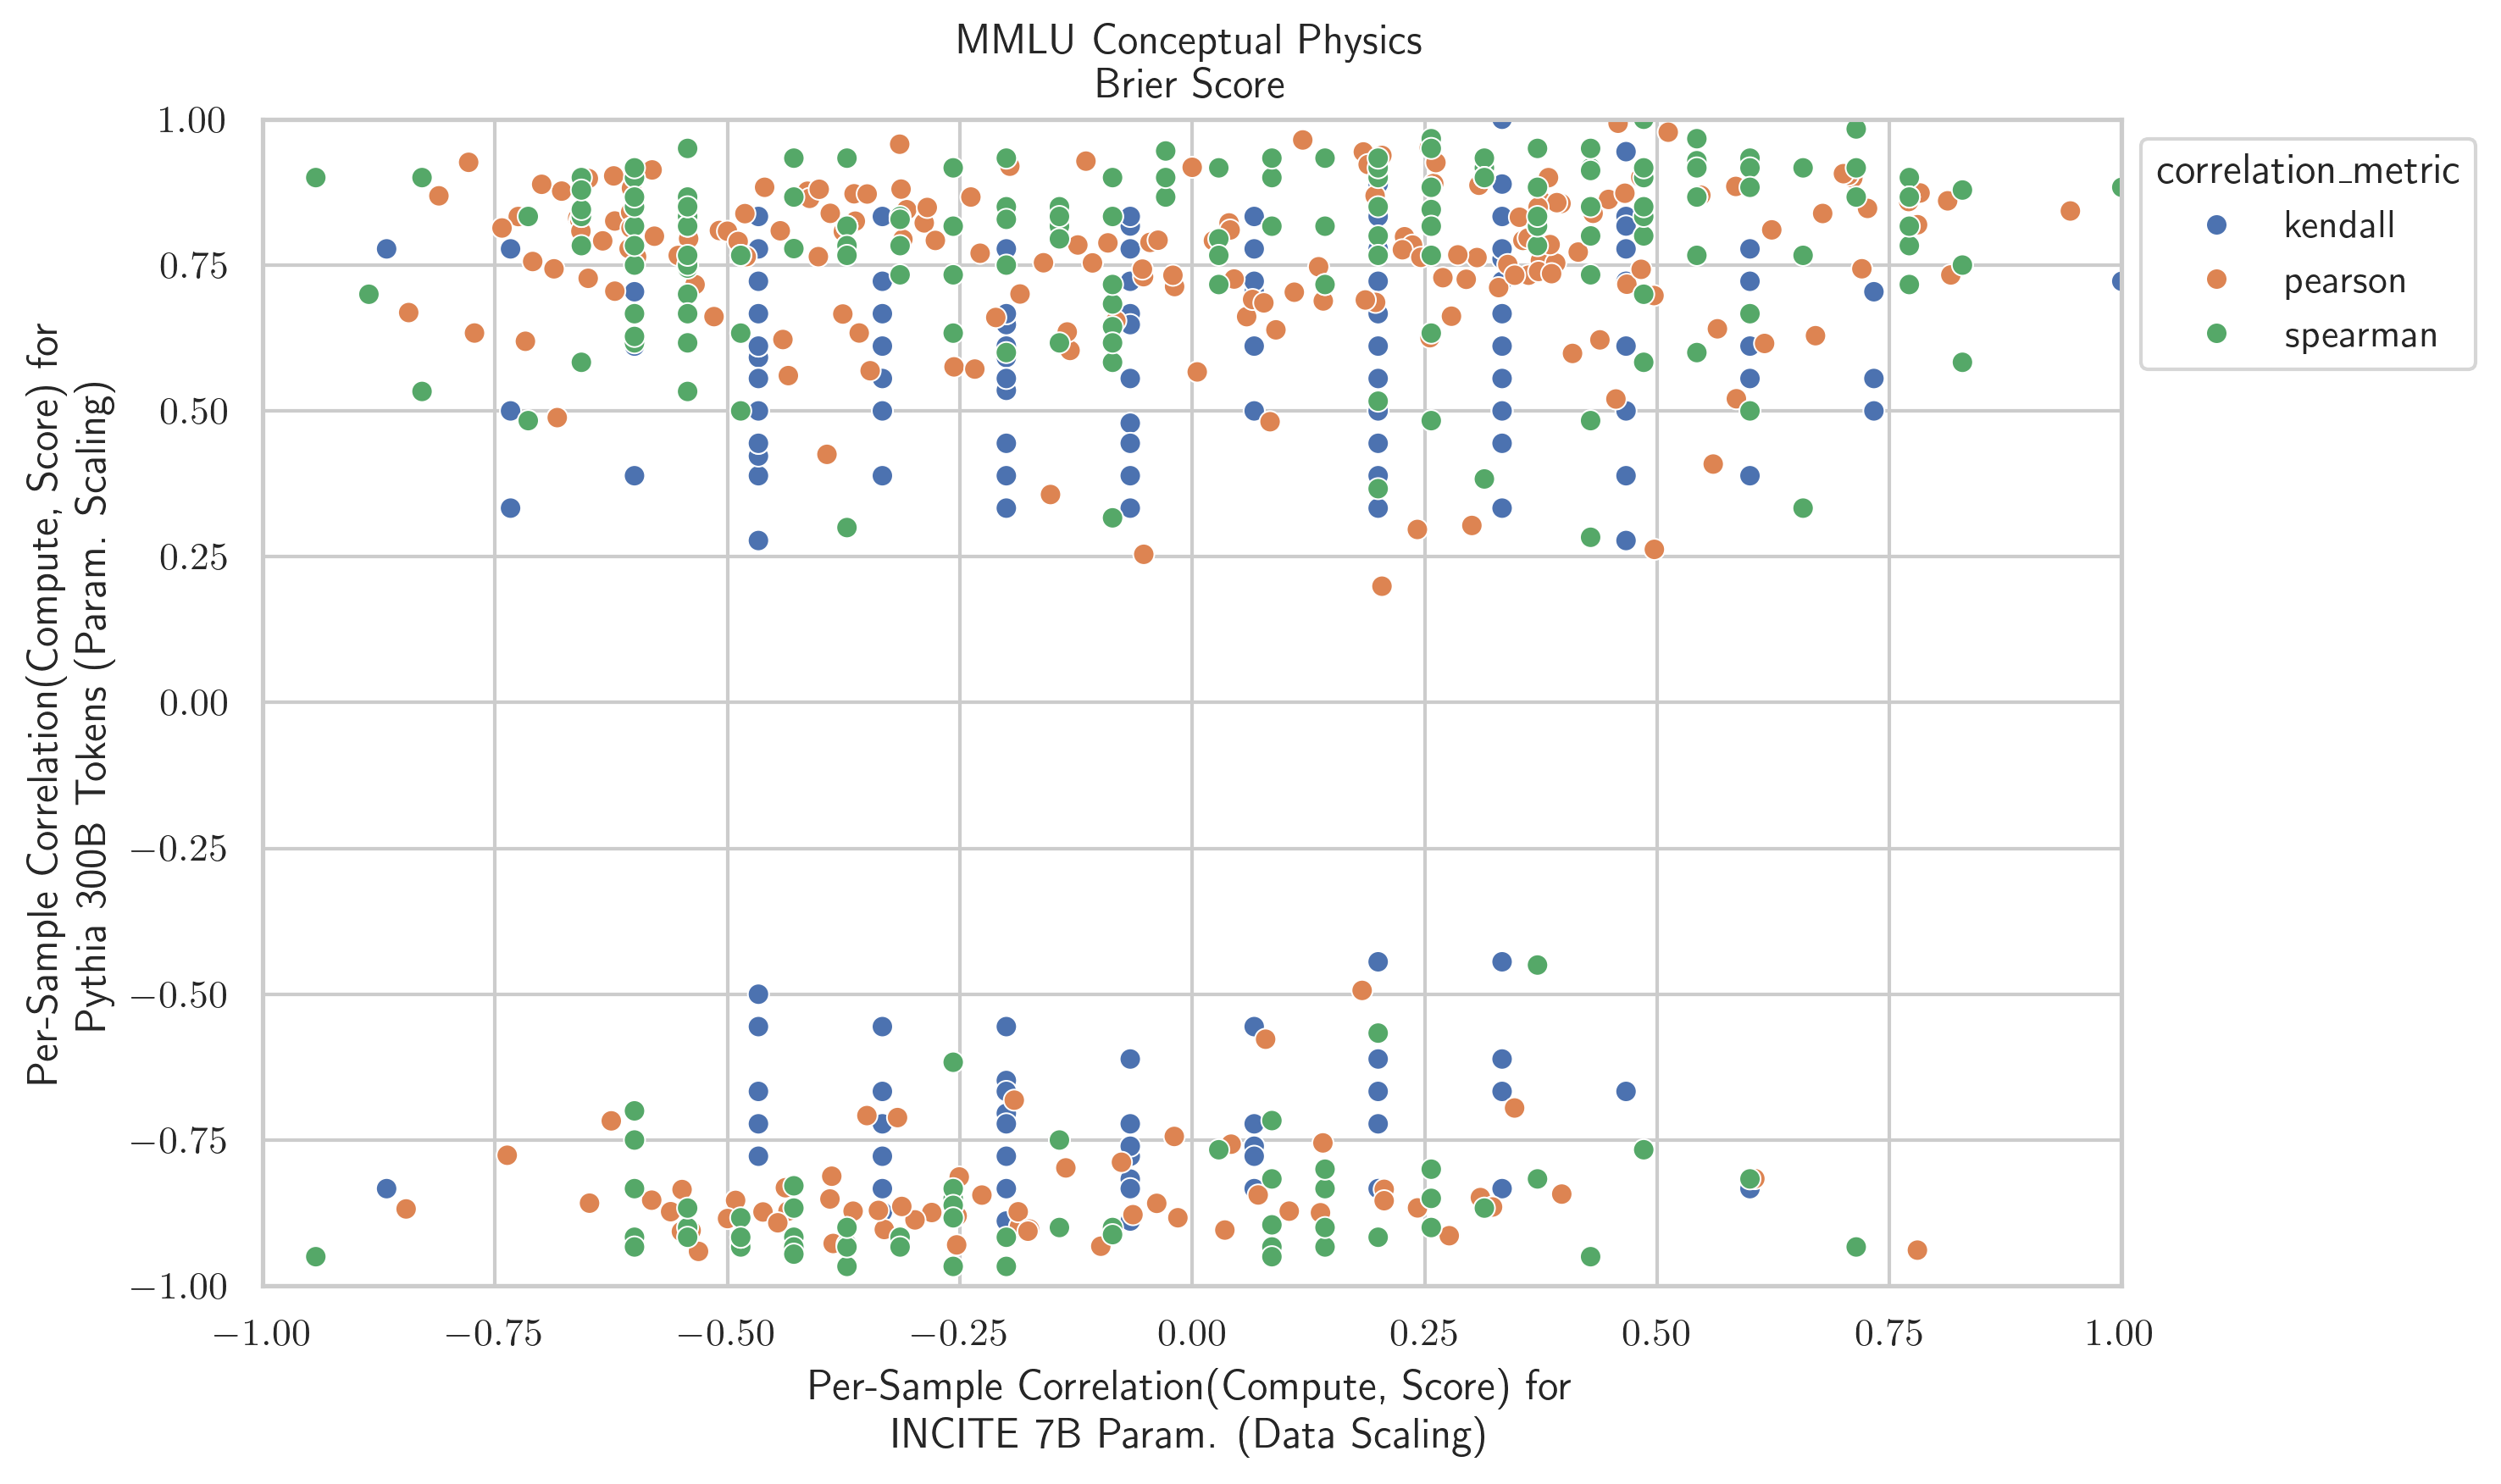 MMLU Conceptual Physics
Brier Score
Per-Sample Correlation(Compute, Score) for
Pythia 300B Tokens (Param. Scaling)
1.00
0.75
0.50
0.25
0.00
−0.25
−0.50
−0.75
−1.00
−1.00 −0.75 −0.50 −0.25 0.00 0.25 0.50 0.75 1.00
Per-Sample Correlation(Compute, Score) for
INCITE 7B Param. (Data Scaling)
correlation_metric
kendall
pearson
spearman